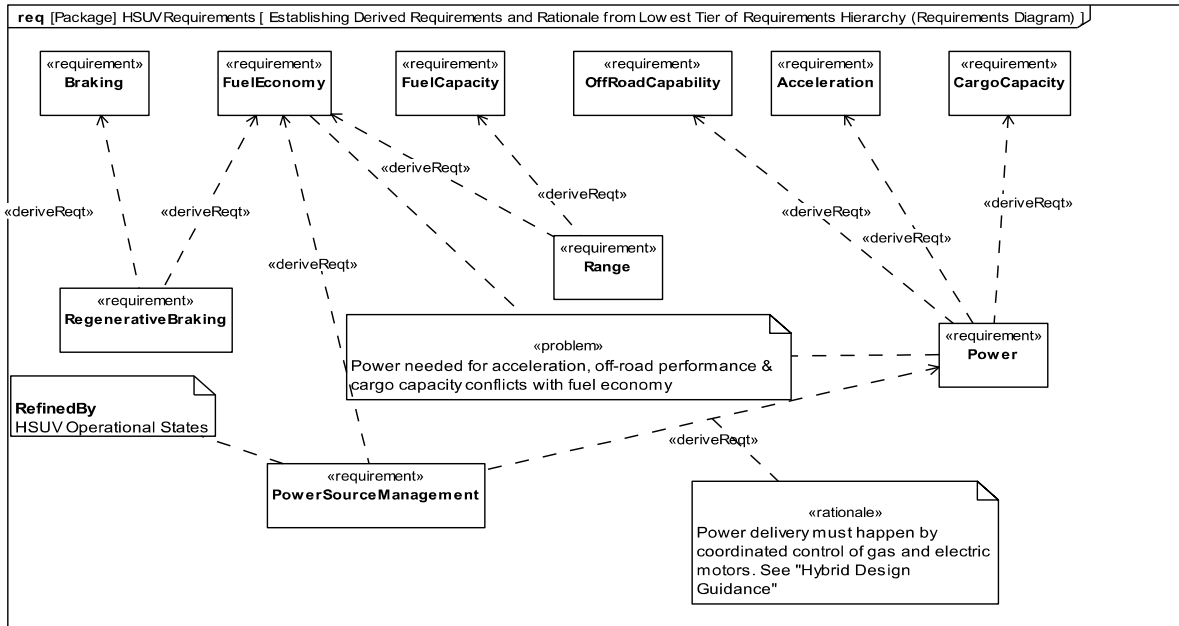 req [Package] HSUVRequirements [ Establishing Derived Requirements and Rationale from Lowest Tier of Requirements Hierarchy (Requirements Diagram) ]
«requirement»
Braking
«requirement»
FuelEconomy
«requirement»
FuelCapacity
«requirement»
OffRoadCapability
«requirement»
Acceleration
«requirement»
CargoCapacity
«deriveReqt»
«deriveReqt»
«deriveReqt»
«deriveReqt»
«deriveReqt»
«deriveReqt»
«deriveReqt»
«deriveReqt»
«requirement»
Range
«requirement»
RegenerativeBraking
«problem»
Power needed for acceleration, off-road performance &
cargo capacity conflicts with fuel economy
«requirement»
Power
RefinedBy
HSUV Operational States
«deriveReqt»
«requirement»
PowerSourceManagement
«rationale»
Power delivery must happen by
coordinated control of gas and electric
motors. See "Hybrid Design
Guidance"